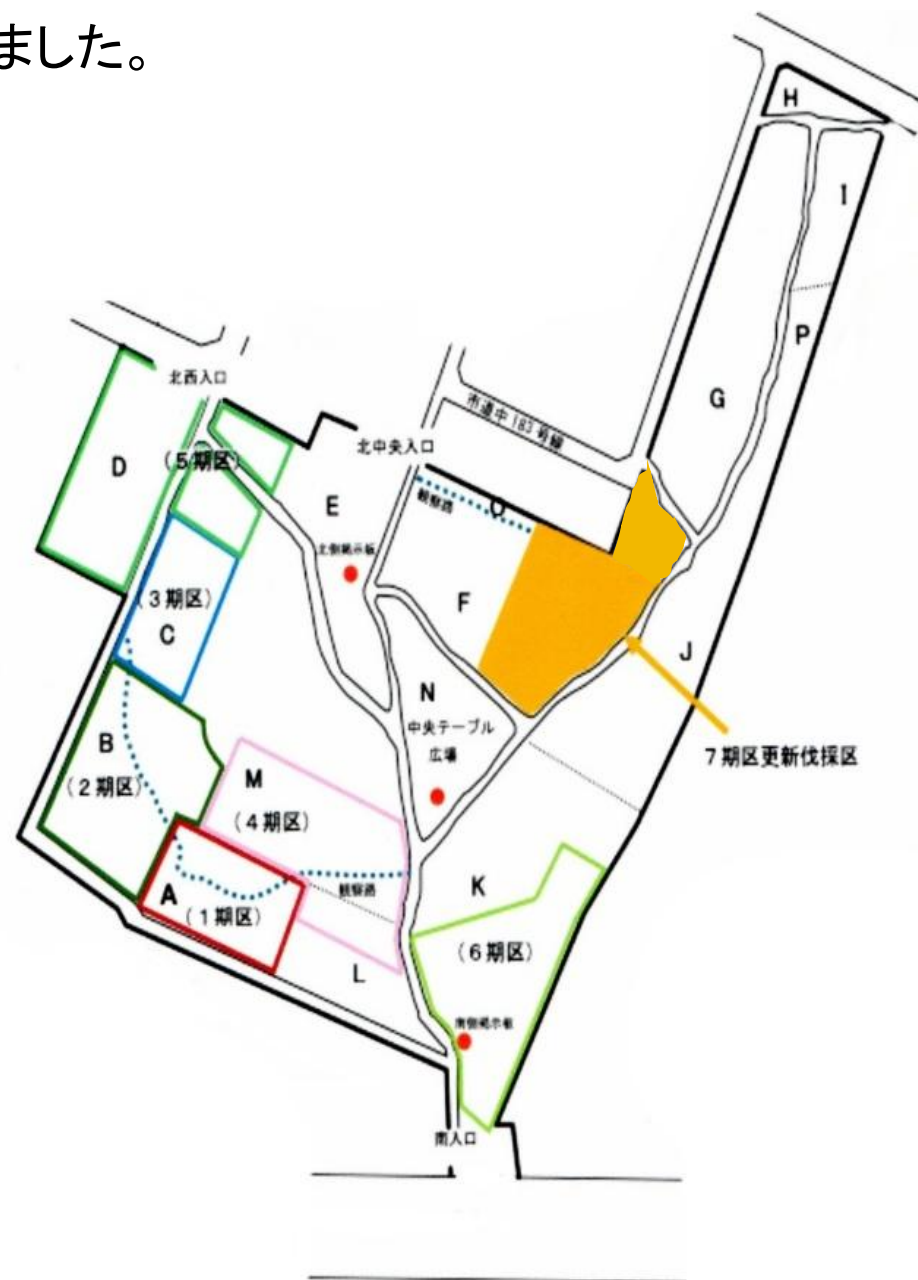 ました。
H
I
P
G
北西入口
市道中183号線
北中央入口
D
(5期区)
E
観察路
O
北側掲示板
F
(3期区)
C
J
N
中央テーブル
広場
B
(2期区)
7期区更新伐採区
M
(4期区)
K
観察路
A
(1期区)
(6期区)
L
南側掲示板
南入口